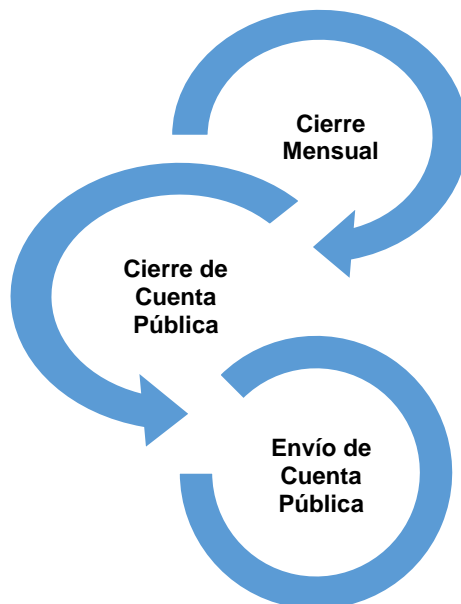 Cierre
Mensual
Cierre de
Cuenta
Pública
Envío de
Cuenta
Pública